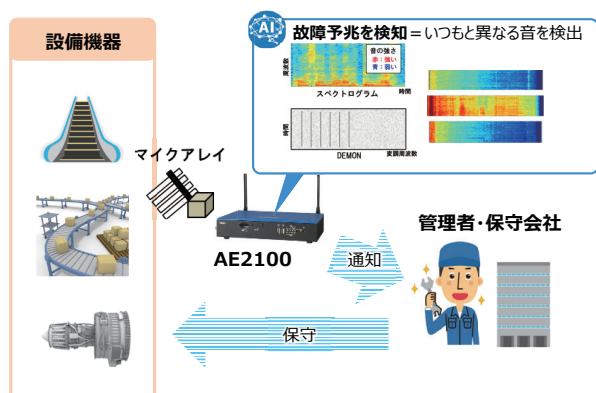 設備機器
AI
故障予兆を検知＝いつもと異なる音を検出
周波数
音の強さ
赤：強い
青：弱い
スペクトログラム
時間
時間
DEMON
変調周波数
マイクアレイ
AE2100
管理者・保守会社
通知
保守